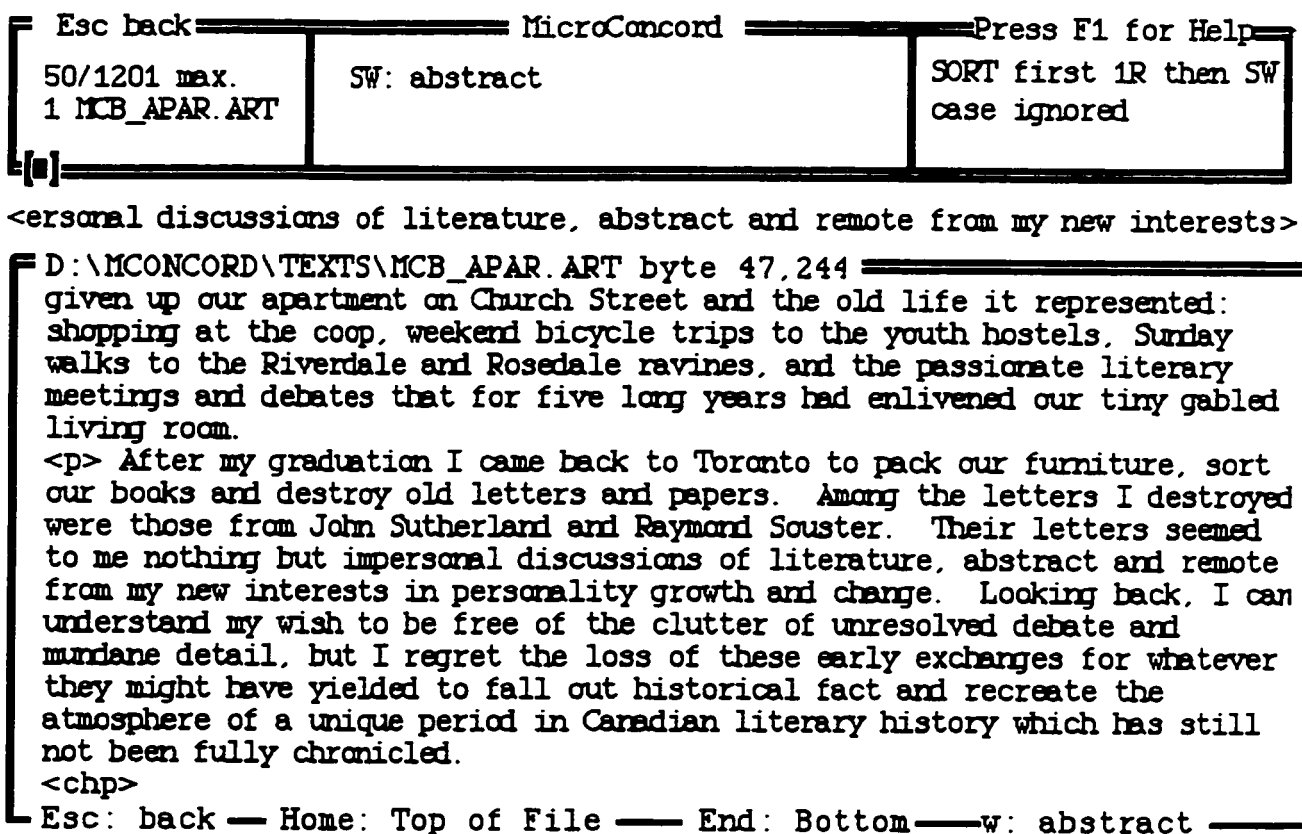 Esc back MicroConcord Press F1 for Help
50/1201 max. SW: abstract SORT first 1R then SW
1 MCB_APAR.ART case ignored
[■]
<ersonal discussions of literature, abstract and remote from my new interests>
D:\MCONCORD\TEXTS\MCB_APAR.ART byte 47,244
given up our apartment on Church Street and the old life it represented:
shopping at the coop, weekend bicycle trips to the youth hostels, Sunday
walks to the Riverdale and Rosedale ravines, and the passionate literary
meetings and debates that for five long years had enlivened our tiny gabled
living room.
<p> After my graduation I came back to Toronto to pack our furniture, sort
our books and destroy old letters and papers. Among the letters I destroyed
were those from John Sutherland and Raymond Souster. Their letters seemed
to me nothing but impersonal discussions of literature, abstract and remote
from my new interests in personality growth and change. Looking back, I can
understand my wish to be free of the clutter of unresolved debate and
mundane detail, but I regret the loss of these early exchanges for whatever
they might have yielded to fall out historical fact and recreate the
atmosphere of a unique period in Canadian literary history which has still
not been fully chronicled.
<chp>
Esc: back Home: Top of File End: Bottom w: abstract